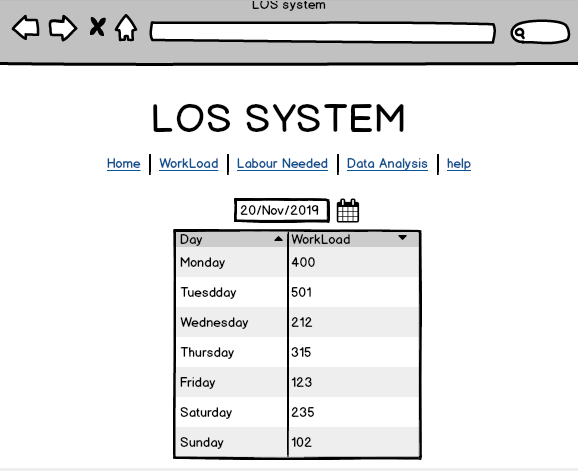 LOS system
LOS SYSTEM
Home WorkLoad Labour Needed Data Analysis help
20/Nov/2019
Day WorkLoad
Monday 400
Tuesdday 501
Wednesday 212
Thursday 315
Friday 123
Saturday 235
Sunday 102